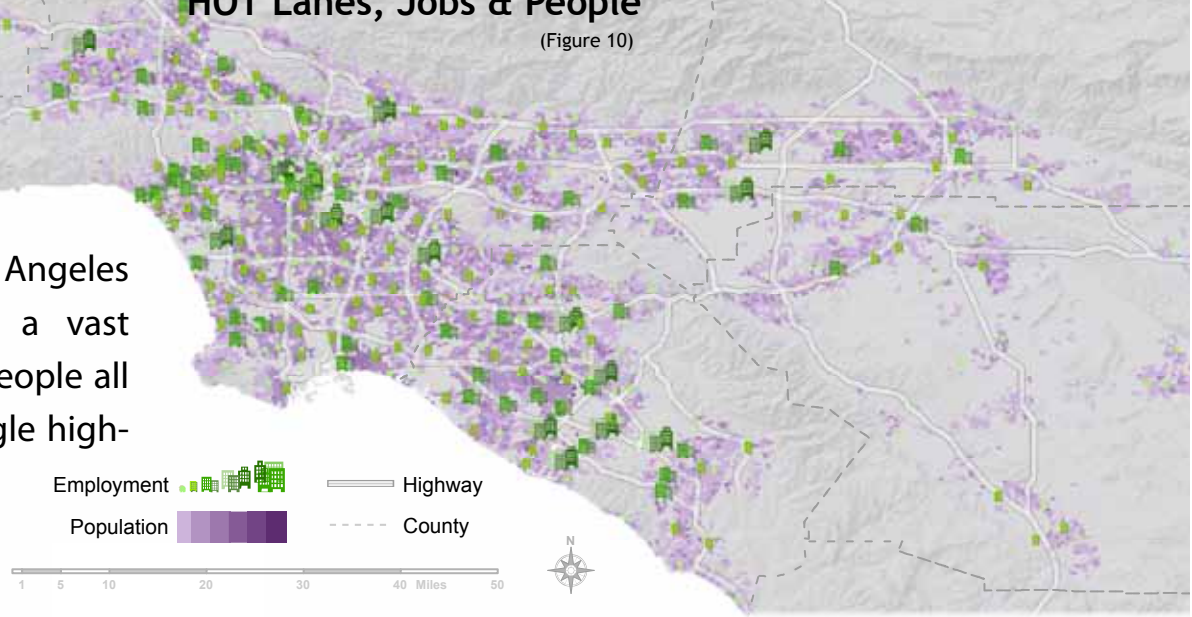 HOT Lanes, Jobs & People
(Figure 10)
Angeles
a vast
eople all
gle high-
Employment
Highway
Population
County
N
1 5 10 20 30 40 Miles 50